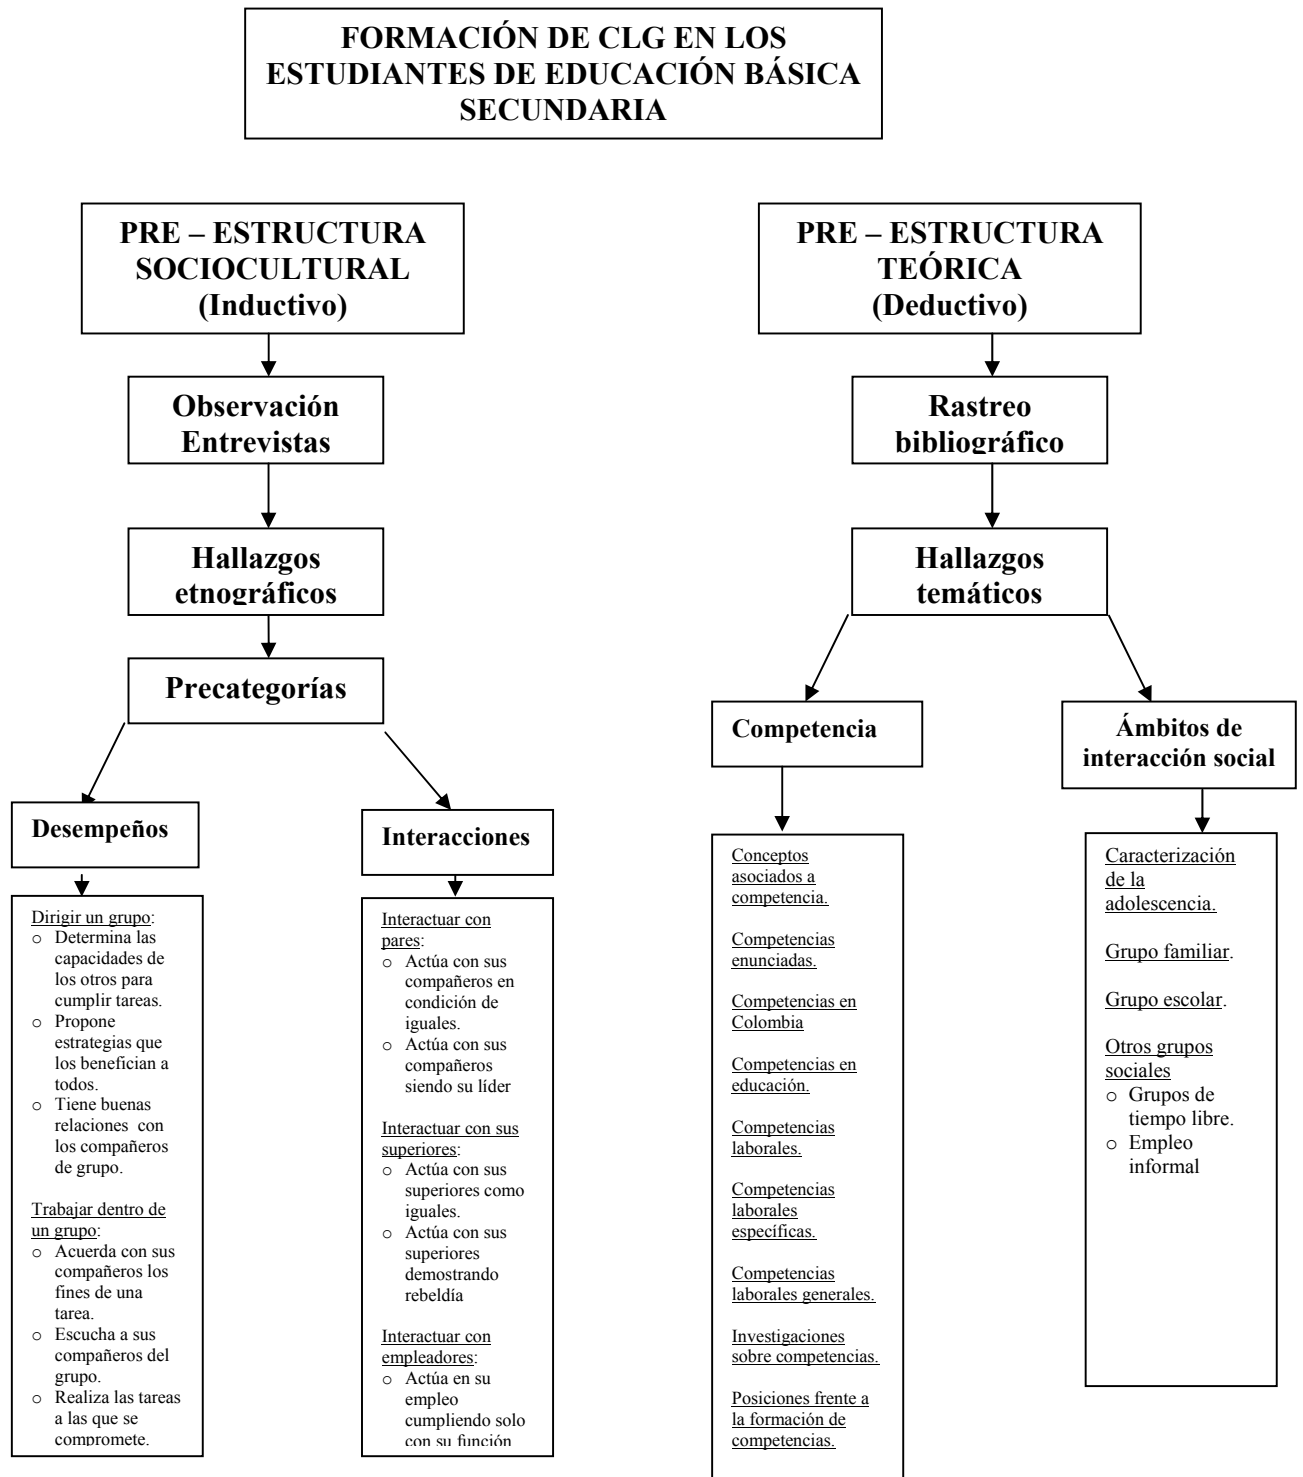 FORMACIÓN DE CLG EN LOS
ESTUDIANTES DE EDUCACIÓN BÁSICA
SECUNDARIA
PRE – ESTRUCTURA
SOCIOCULTURAL
(Inductivo)
Observación
Entrevistas
Hallazgos
etnográficos
Precategorías
Desempeños
Dirigir un grupo:
o Determina las
capacidades de
los otros para
cumplir tareas.
o Propone
estrategias que
los benefician a
todos.
o Tiene buenas
relaciones con
los compañeros
de grupo.
Trabajar dentro de
un grupo:
o Acuerda con sus
compañeros los
fines de una
tarea.
o Escucha a sus
compañeros del
grupo.
o Realiza las tareas
a las que se
compromete.
Interacciones
Interactuar con
pares:
o Actúa con sus
compañeros en
condición de
iguales.
o Actúa con sus
compañeros
siendo su líder
Interactuar con sus
superiores:
o Actúa con sus
superiores como
iguales.
o Actúa con sus
superiores
demostrando
rebeldía
Interactuar con
empleadores:
o Actúa en su
empleo
cumpliendo solo
con su función
PRE – ESTRUCTURA
TEÓRICA
(Deductivo)
Rastreo
bibliográfico
Hallazgos
temáticos
Competencia
Conceptos
asociados a
competencia.
Competencias
enunciadas.
Competencias en
Colombia
Competencias en
educación.
Competencias
laborales.
Competencias
laborales
específicas.
Competencias
laborales generales.
Investigaciones
sobre competencias.
Posiciones frente a
la formación de
competencias.
Ámbitos de
interacción social
Caracterización
de la
adolescencia.
Grupo familiar.
Grupo escolar.
Otros grupos
sociales
o Grupos de
tiempo libre.
o Empleo
informal